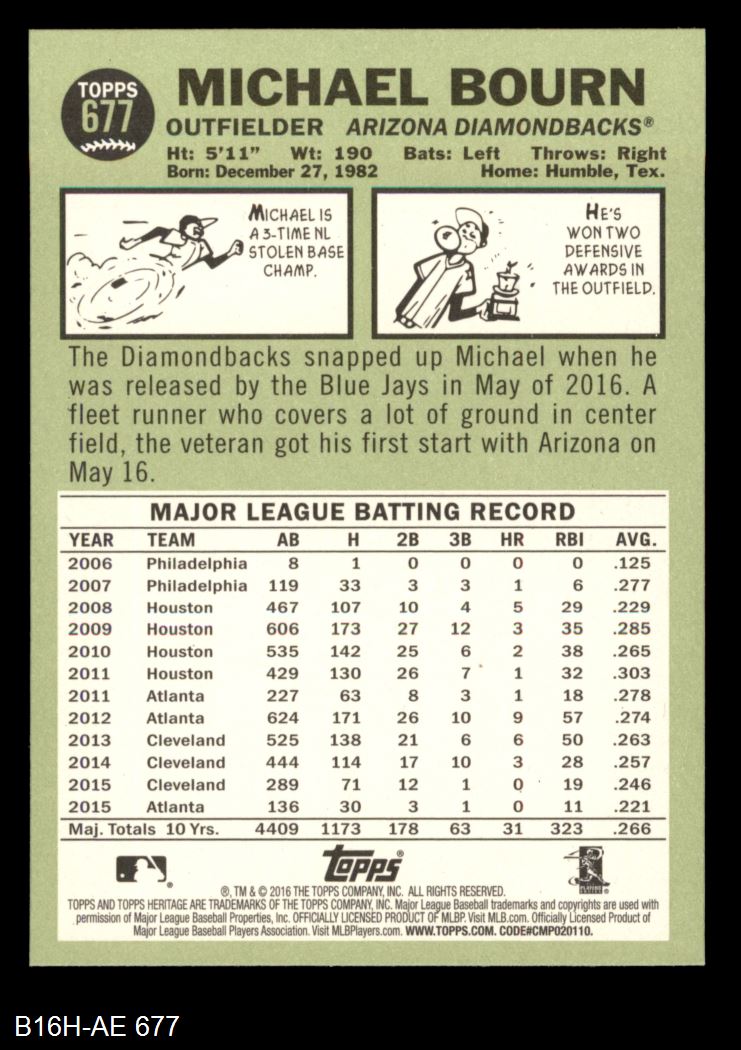 TOPPS
677
MICHAEL BOURN
OUTFIELDER ARIZONA DIAMONDBACKS®
Ht: 5'11" Wt: 190 Bats: Left Throws: Right
Born: December 27, 1982 Home: Humble, Tex.
MICHAEL IS
A 3-TIME NL
STOLEN BASE
CHAMP.
HE'S
WON TWO
DEFENSIVE
AWARDS IN
THE OUTFIELD.
The Diamondbacks snapped up Michael when he
was released by the Blue Jays in May of 2016. A
fleet runner who covers a lot of ground in center
field, the veteran got his first start with Arizona on
May 16.
MAJOR LEAGUE BATTING RECORD
YEAR TEAM AB H 2B 3B HR RBI AVG.
2006 Philadelphia 8 1 0 0 0 0 .125
2007 Philadelphia 119 33 3 3 1 6 .277
2008 Houston 467 107 10 4 5 29 .229
2009 Houston 606 173 27 12 3 35 .285
2010 Houston 535 142 25 6 2 38 .265
2011 Houston 429 130 26 7 1 32 .303
2011 Atlanta 227 63 8 3 1 18 .278
2012 Atlanta 624 171 26 10 9 57 .274
2013 Cleveland 525 138 21 6 6 50 .263
2014 Cleveland 444 114 17 10 3 28 .257
2015 Cleveland 289 71 12 1 0 19 .246
2015 Atlanta 136 30 3 1 0 11 .221
Maj. Totals 10 Yrs. 4409 1173 178 63 31 323 .266
Topps®
®, TM & © 2016 THE TOPPS COMPANY, INC. ALL RIGHTS RESERVED.
TOPPS AND TOPPS HERITAGE ARE TRADEMARKS OF THE TOPPS COMPANY, INC. Major League Baseball trademarks and copyrights are used with
permission of Major League Baseball Properties, Inc. OFFICIALLY LICENSED PRODUCT OF MLBP. Visit MLB.com. Officially Licensed Product of
Major League Baseball Players Association. Visit MLBPlayers.com. WWW.TOPPS.COM. CODE#CMP020110.
B16H-AE 677